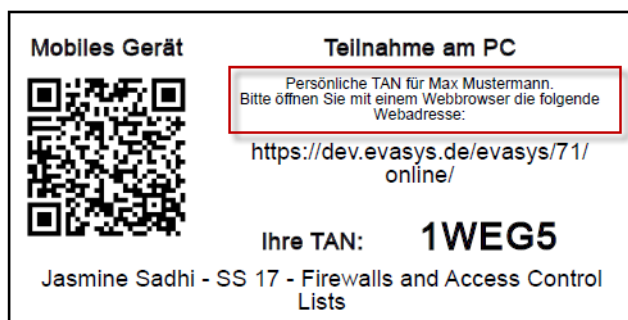 Mobiles Gerät
Teilnahme am PC
Persönliche TAN für Max Mustermann.
Bitte öffnen Sie mit einem Webbrowser die folgende
Webadresse:
https://dev.evasys.de/evasys/71/
online/
Ihre TAN: 1WEG5
Jasmine Sadhi - SS 17 - Firewalls and Access Control
Lists